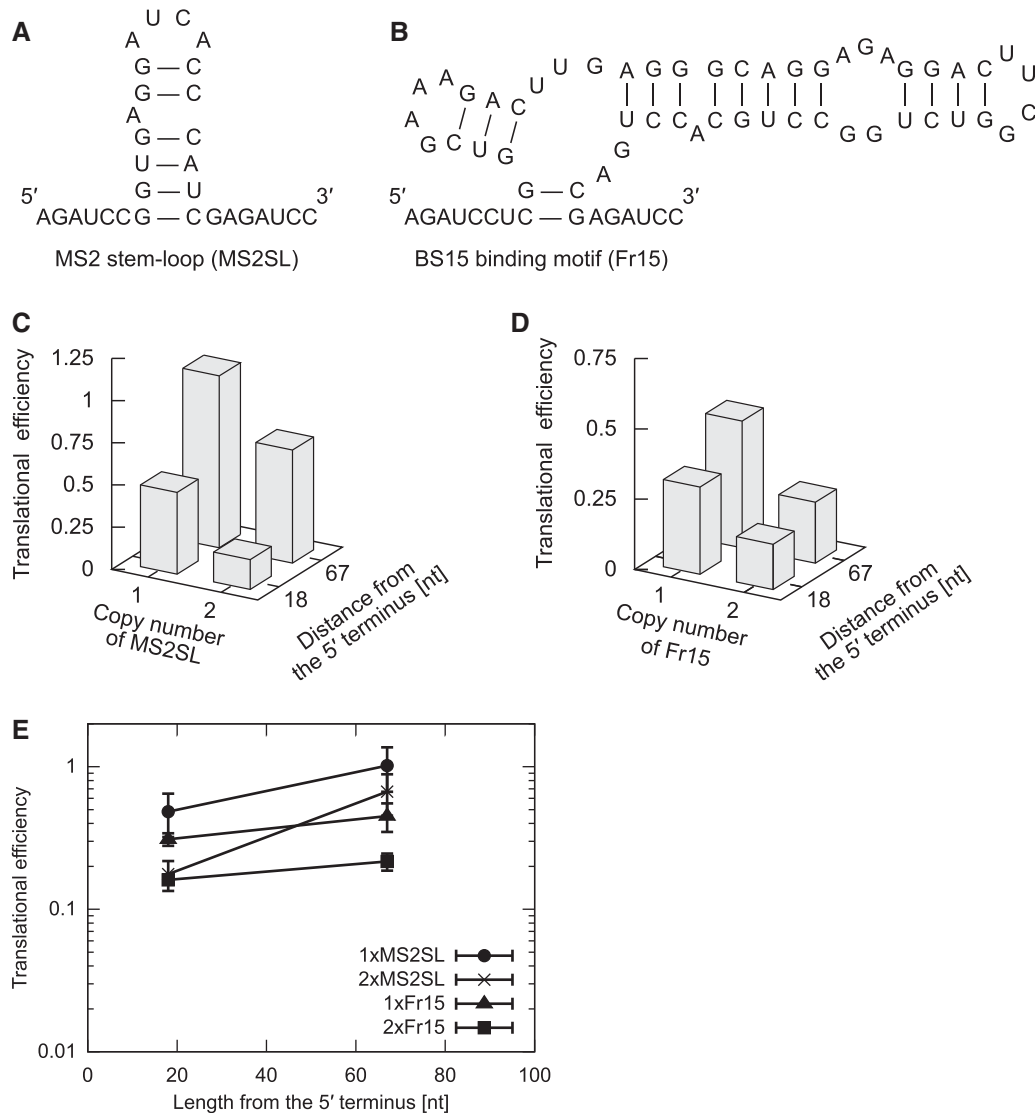 A
U C
A A
G — C
G — C
A
G — C
U — A
G — U
5′ 3′
AGAUCCG — CGAGAUCC
MS2 stem-loop (MS2SL)
B
A A G A C U U G A G G G C A G G A G A G G A C U U C
A G C U G
U C C A C G U C C G G U C U G G
G
A
G — C
5′ 3′
AGAUCCUC — GAGAUCC
BS15 binding motif (Fr15)
C
Translational efficiency
1.25
1
0.75
0.5
0.25
0
1
2
Copy number
of MS2SL
18
67
Distance from
the 5′ terminus [nt]
D
Translational efficiency
0.75
0.5
0.25
0
1
2
Copy number
of Fr15
18
67
Distance from
the 5′ terminus [nt]
E
Translational efficiency
1
0.1
0.01
1xMS2SL
2xMS2SL
1xFr15
2xFr15
0 20 40 60 80 100
Length from the 5′ terminus [nt]